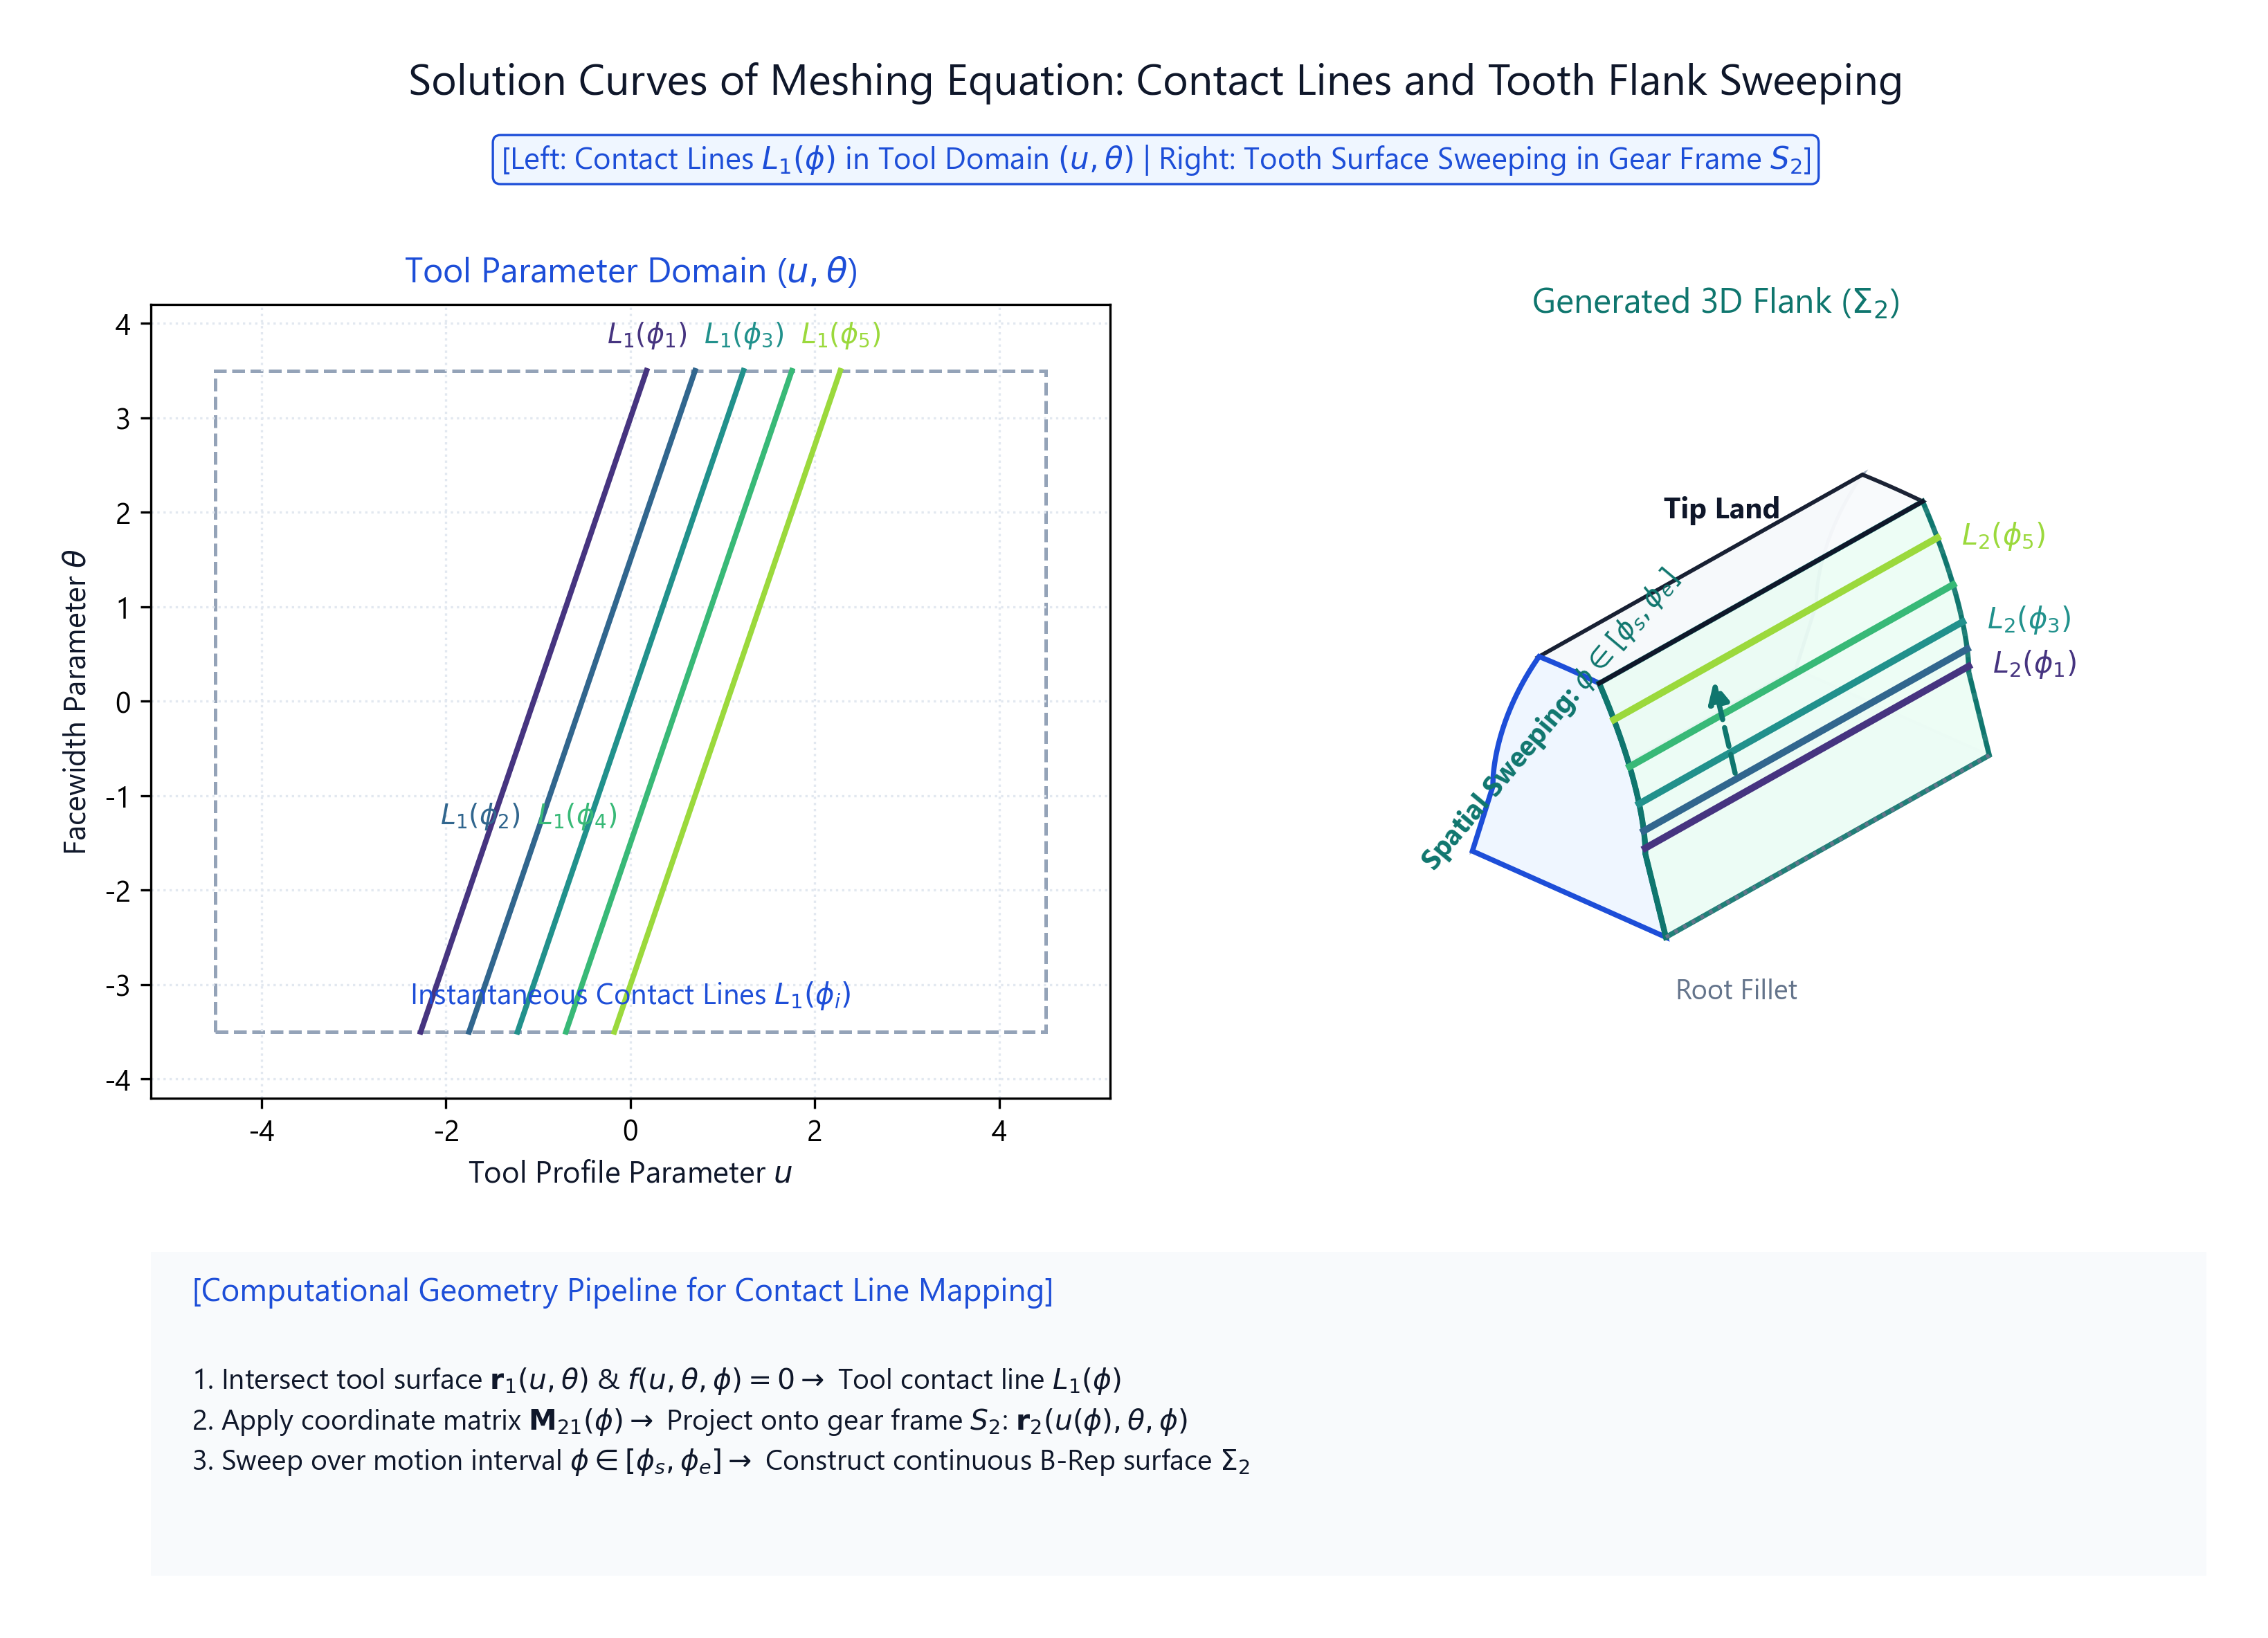 Solution Curves of Meshing Equation: Contact Lines and Tooth Flank Sweeping
[Left: Contact Lines L₁(ϕ) in Tool Domain (u, θ) | Right: Tooth Surface Sweeping in Gear Frame S₂]
Tool Parameter Domain (u, θ)
L₁(ϕ₁) L₁(ϕ₃) L₁(ϕ₅)
L₁(ϕ₂) L₁(ϕ₄)
Instantaneous Contact Lines L₁(ϕᵢ)
4
3
2
1
0
-1
-2
-3
-4
Facewidth Parameter θ
-4 -2 0 2 4
Tool Profile Parameter u
Generated 3D Flank (Σ₂)
Tip Land
L₂(ϕ₅)
L₂(ϕ₃)
L₂(ϕ₁)
Spatial Sweeping: ϕ ∈ [ϕₛ, ϕₑ]
Root Fillet
[Computational Geometry Pipeline for Contact Line Mapping]
1. Intersect tool surface r₁(u, θ) & f(u, θ, ϕ) = 0 → Tool contact line L₁(ϕ)
2. Apply coordinate matrix M₂₁(ϕ) → Project onto gear frame S₂: r₂(u(ϕ), θ, ϕ)
3. Sweep over motion interval ϕ ∈ [ϕₛ, ϕₑ] → Construct continuous B-Rep surface Σ₂